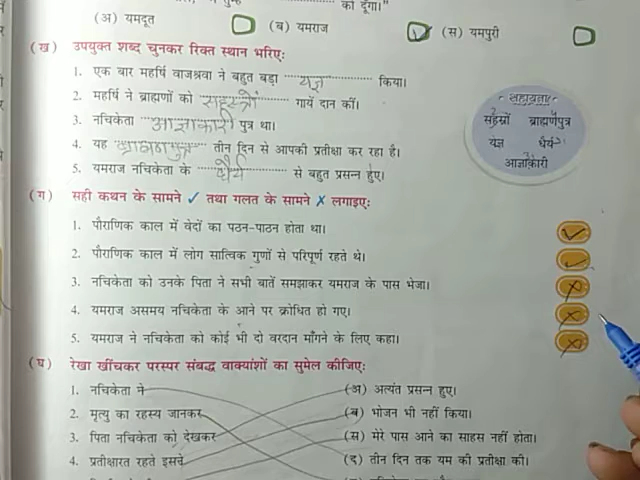 को दूँगा।"
(अ) यमदूत (ब) यमराज (स) यमपुरी
(ख) उपयुक्त शब्द चुनकर रिक्त स्थान भरिए:
1. एक बार महर्षि वाजश्रवा ने बहुत बड़ा यज्ञ किया।
2. महर्षि ने ब्राह्मणों को सहस्त्रों गायें दान कीं।
3. नचिकेता आज्ञाकारी पुत्र था।
4. यह ब्राह्मणपुत्र तीन दिन से आपकी प्रतीक्षा कर रहा है।
5. यमराज नचिकेता के धैर्य से बहुत प्रसन्न हुए।
सहायता
सहस्रों ब्राह्मणपुत्र
यज्ञ धैर्य
आज्ञाकारी
(ग) सही कथन के सामने ✓ तथा गलत के सामने ✗ लगाइए:
1. पौराणिक काल में वेदों का पठन-पाठन होता था।
2. पौराणिक काल में लोग सात्विक गुणों से परिपूर्ण रहते थे।
3. नचिकेता को उनके पिता ने सभी बातें समझाकर यमराज के पास भेजा।
4. यमराज असमय नचिकेता के आने पर क्रोधित हो गए।
5. यमराज ने नचिकेता को कोई भी दो वरदान माँगने के लिए कहा।
(घ) रेखा खींचकर परस्पर संबद्ध वाक्यांशों का सुमेल कीजिए:
1. नचिकेता ने (अ) अत्यंत प्रसन्न हुए।
2. मृत्यु का रहस्य जानकर (ब) भोजन भी नहीं किया।
3. पिता नचिकेता को देखकर (स) मेरे पास आने का साहस नहीं होता।
4. प्रतीक्षारत रहते इसने (द) तीन दिन तक यम की प्रतीक्षा की।